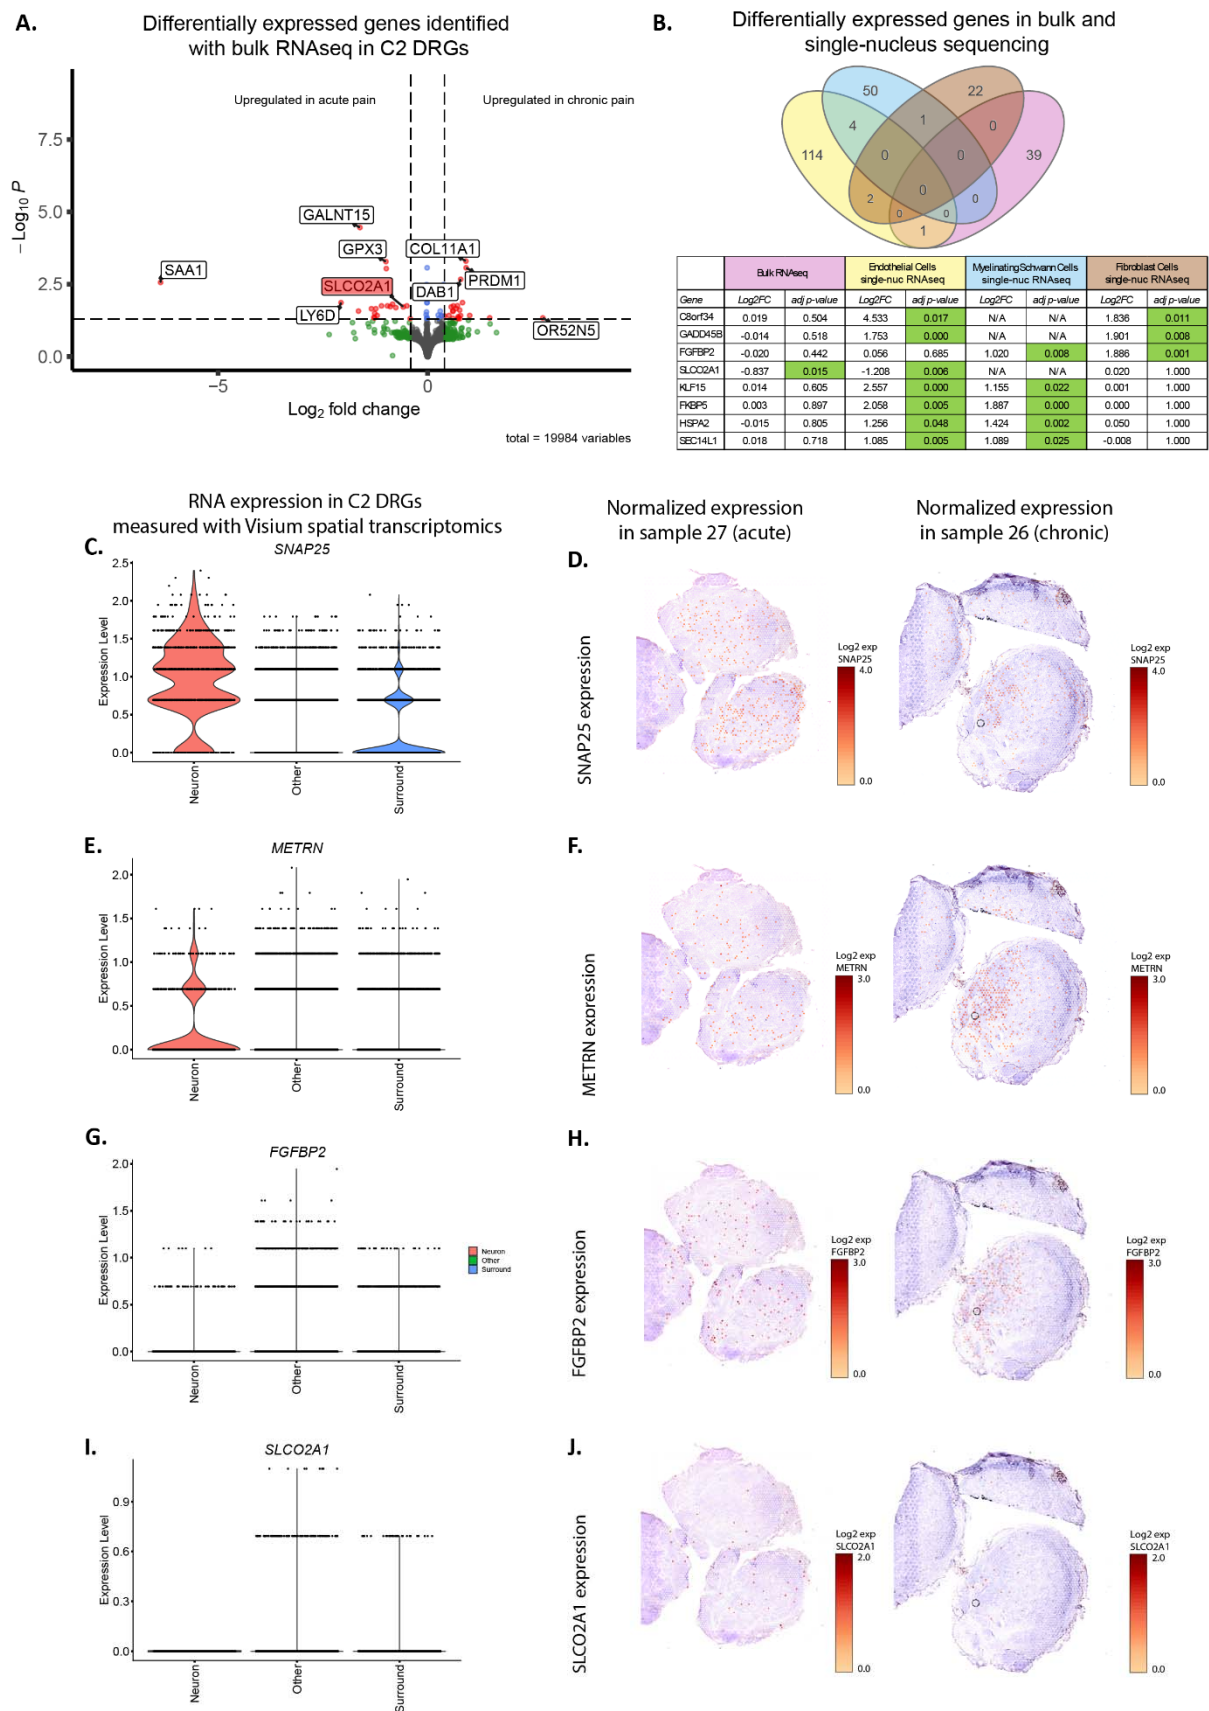 A.
Differentially expressed genes identified
with bulk RNAseq in C2 DRGs
Upregulated in acute pain
Upregulated in chronic pain
7.5
5.0
2.5
0.0
− Log10 P
GALNT15
GPX3
COL11A1
SAA1
SLCO2A1
DAB1
PRDM1
LY6D
OR52N5
−5
0
Log2 fold change
total = 19984 variables
B.
Differentially expressed genes in bulk and
single-nucleus sequencing
50
22
4
1
0
114
0
0
39
2
0
0
0
0
1
Bulk RNAseq
Endothelial Cells single-nuc RNAseq
Myelinating Schwann Cells single-nuc RNAseq
Fibroblast Cells single-nuc RNAseq
Gene Log2FC adj p-value Log2FC adj p-value Log2FC adj p-value Log2FC adj p-value
C8orf34 0.019 0.504 4.533 0.017 N/A N/A 1.836 0.011
GADD45B -0.014 0.518 1.753 0.000 N/A N/A 1.901 0.008
FGFBP2 -0.020 0.442 0.056 0.685 1.020 0.008 1.886 0.001
SLCO2A1 -0.837 0.015 -1.208 0.006 N/A N/A 0.020 1.000
KLF15 0.014 0.605 2.557 0.000 1.155 0.022 0.001 1.000
FKBP5 0.003 0.897 2.058 0.005 1.887 0.000 0.000 1.000
HSPA2 -0.015 0.805 1.256 0.048 1.424 0.002 0.050 1.000
SEC14L1 0.018 0.718 1.085 0.005 1.089 0.025 -0.008 1.000
RNA expression in C2 DRGs
measured with Visium spatial transcriptomics
C.
SNAP25
2.5
2.0
1.5
1.0
0.5
0.0
Expression Level
Neuron
Other
Surround
Normalized expression
in sample 27 (acute)
Normalized expression
in sample 26 (chronic)
D.
SNAP25 expression
Log2 exp
SNAP25
4.0
0.0
Log2 exp
SNAP25
4.0
0.0
E.
METRN
2.0
1.5
1.0
0.5
0.0
Expression Level
Neuron
Other
Surround
F.
METRN expression
Log2 exp
METRN
3.0
0.0
Log2 exp
METRN
3.0
0.0
G.
FGFBP2
2.0
1.5
1.0
0.5
0.0
Expression Level
Neuron
Other
Surround
Neuron
Other
Surround
H.
FGFBP2 expression
Log2 exp
FGFBP2
3.0
0.0
Log2 exp
FGFBP2
3.0
0.0
I.
SLCO2A1
0.9
0.6
0.3
0.0
Expression Level
Neuron
Other
Surround
J.
SLCO2A1 expression
Log2 exp
SLCO2A1
2.0
0.0
Log2 exp
SLCO2A1
2.0
0.0